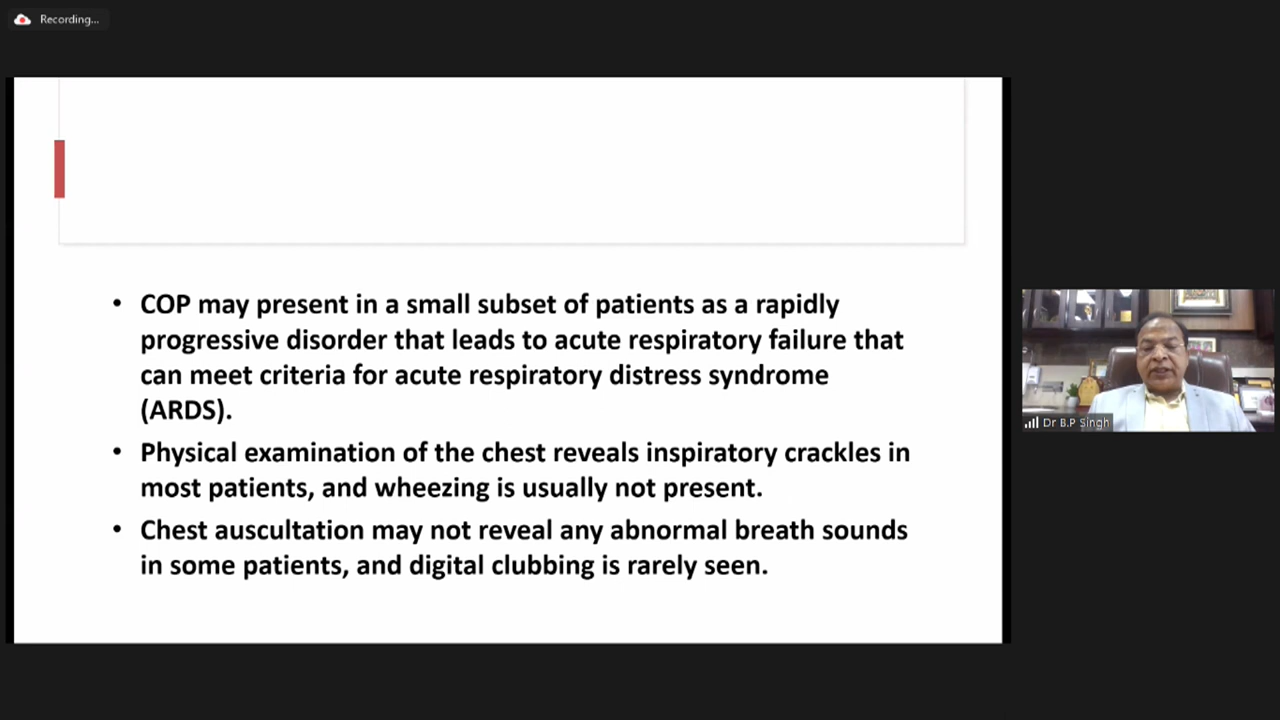 Recording...
• COP may present in a small subset of patients as a rapidly
progressive disorder that leads to acute respiratory failure that
can meet criteria for acute respiratory distress syndrome
(ARDS).
• Physical examination of the chest reveals inspiratory crackles in
most patients, and wheezing is usually not present.
• Chest auscultation may not reveal any abnormal breath sounds
in some patients, and digital clubbing is rarely seen.
Dr B.P Singh